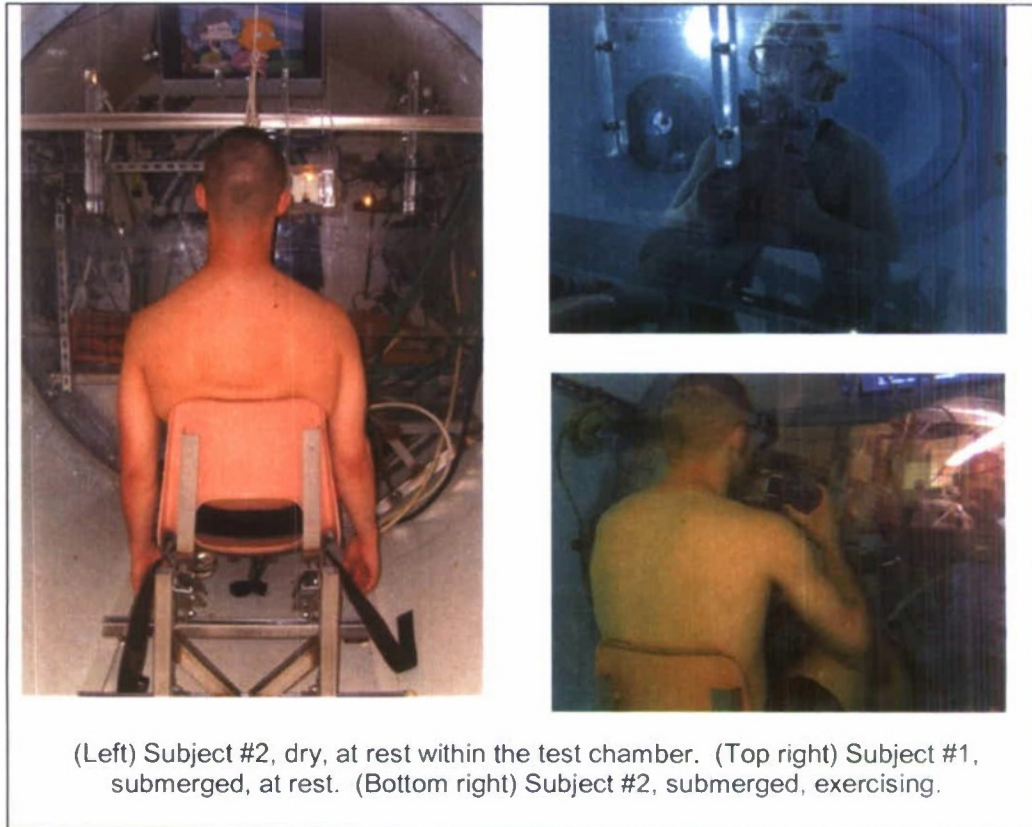 (Left) Subject #2, dry, at rest within the test chamber. (Top right) Subject #1,
submerged, at rest. (Bottom right) Subject #2, submerged, exercising.